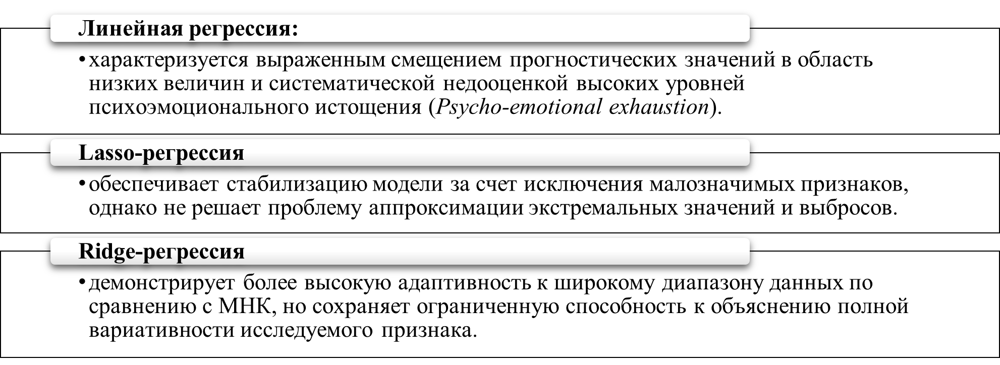 Линейная регрессия:
•характеризуется выраженным смещением прогностических значений в область
низких величин и систематической недооценкой высоких уровней
психоэмоционального истощения (Psycho-emotional exhaustion).
Lasso-регрессия
•обеспечивает стабилизацию модели за счет исключения малозначимых признаков,
однако не решает проблему аппроксимации экстремальных значений и выбросов.
Ridge-регрессия
•демонстрирует более высокую адаптивность к широкому диапазону данных по
сравнению с МНК, но сохраняет ограниченную способность к объяснению полной
вариативности исследуемого признака.